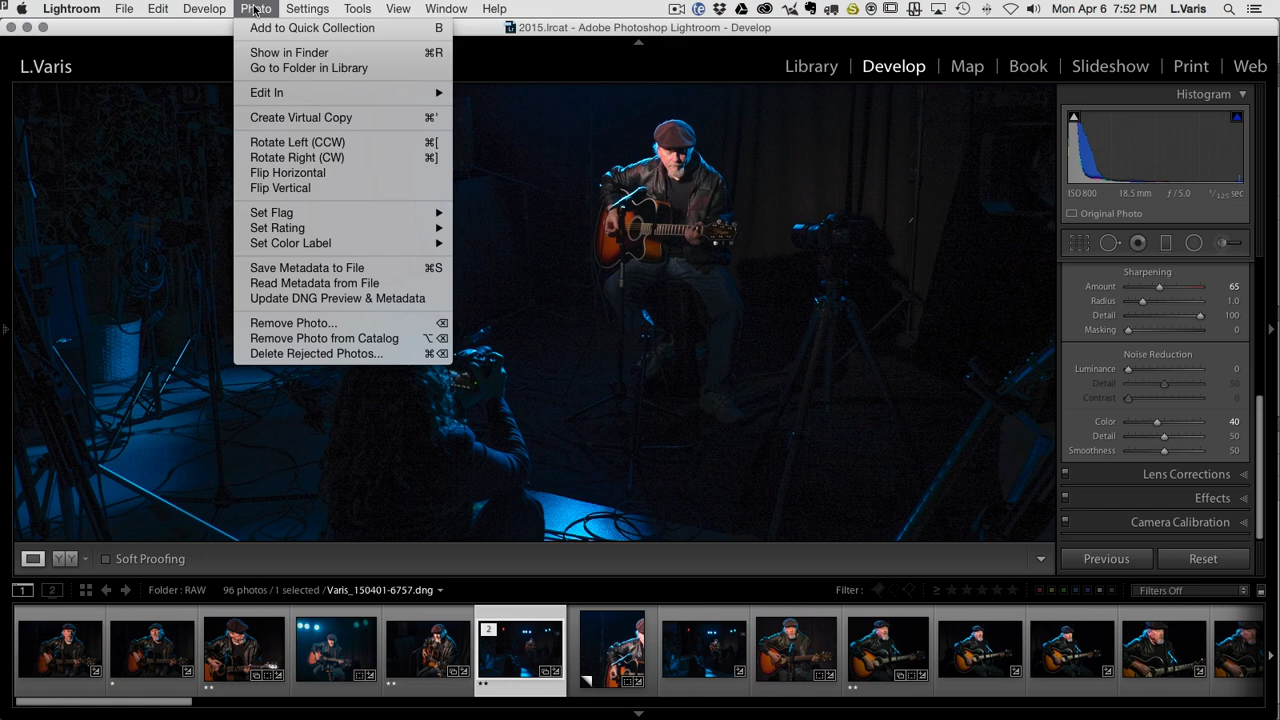 Lightroom File Edit Develop Photo Settings Tools View Window Help Mon Apr 6 7:52 PM L.Varis
2015.lrcat - Adobe Photoshop Lightroom - Develop
L.Varis
Library | Develop | Map | Book | Slideshow | Print | Web
Add to Quick Collection B
Show in Finder ⌘R
Go to Folder in Library
Edit In
Create Virtual Copy ⌘'
Rotate Left (CCW) ⌘[
Rotate Right (CW) ⌘]
Flip Horizontal
Flip Vertical
Set Flag
Set Rating
Set Color Label
Save Metadata to File ⌘S
Read Metadata from File
Update DNG Preview & Metadata
Remove Photo... ⌫
Remove Photo from Catalog ⌥⌫
Delete Rejected Photos... ⌘⌫
Histogram
ISO800 18.5 mm ƒ / 5.0 1/125 sec
Original Photo
Sharpening
Amount 65
Radius 1.0
Detail 100
Masking 0
Noise Reduction
Luminance 0
Detail 50
Contrast 0
Color 40
Detail 50
Smoothness 50
Lens Corrections
Effects
Camera Calibration
Previous Reset
Y Y Soft Proofing
1 2 Folder : RAW 96 photos / 1 selected / Varis_150401-6757.dng Filter : ≥ Filters Off
2